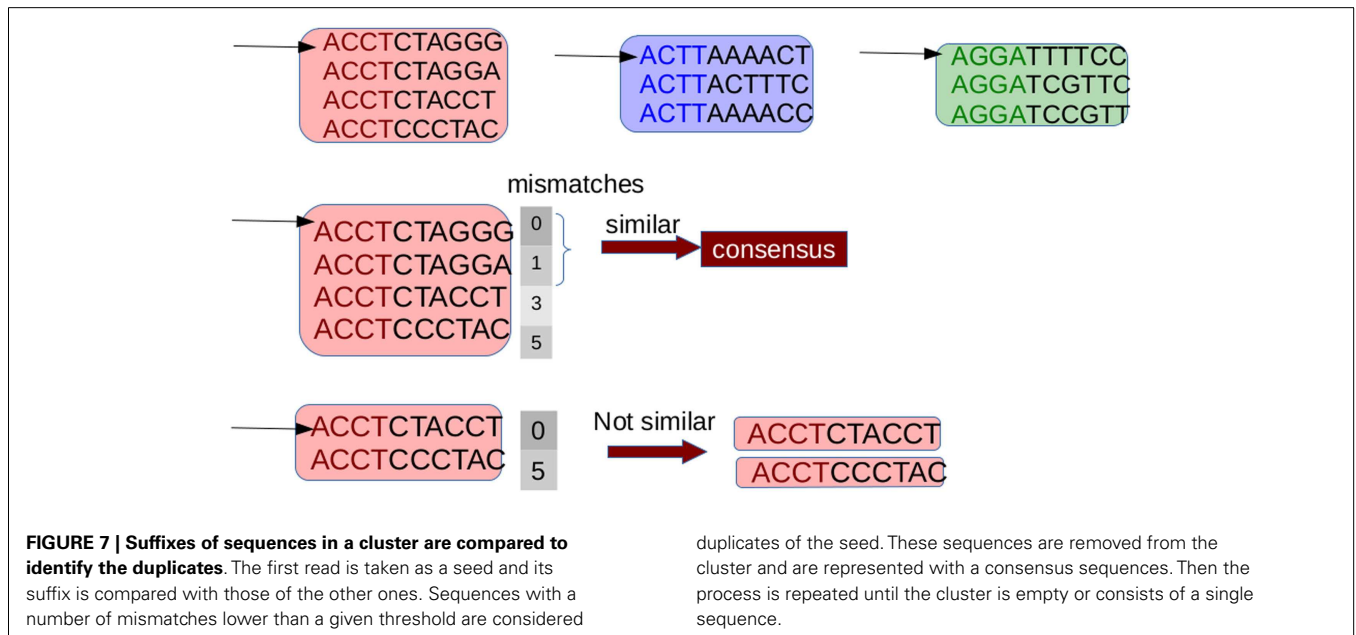 ACCTCTAGGG
ACCTCTAGGA
ACCTCTACCT
ACCTCCCTAC
ACTTAAAACT
ACTTACTTTC
ACTTAAAACC
AGGATTTTCC
AGGATCGTTC
AGGATCCGTT
mismatches
ACCTCTAGGG 0
ACCTCTAGGA 1
ACCTCTACCT 3
ACCTCCCTAC 5
similar
consensus
ACCTCTACCT 0
ACCTCCCTAC 5
Not similar
ACCTCTACCT
ACCTCCCTAC
FIGURE 7 | Suffixes of sequences in a cluster are compared to
identify the duplicates. The first read is taken as a seed and its
suffix is compared with those of the other ones. Sequences with a
number of mismatches lower than a given threshold are considered
duplicates of the seed. These sequences are removed from the
cluster and are represented with a consensus sequences. Then the
process is repeated until the cluster is empty or consists of a single
sequence.